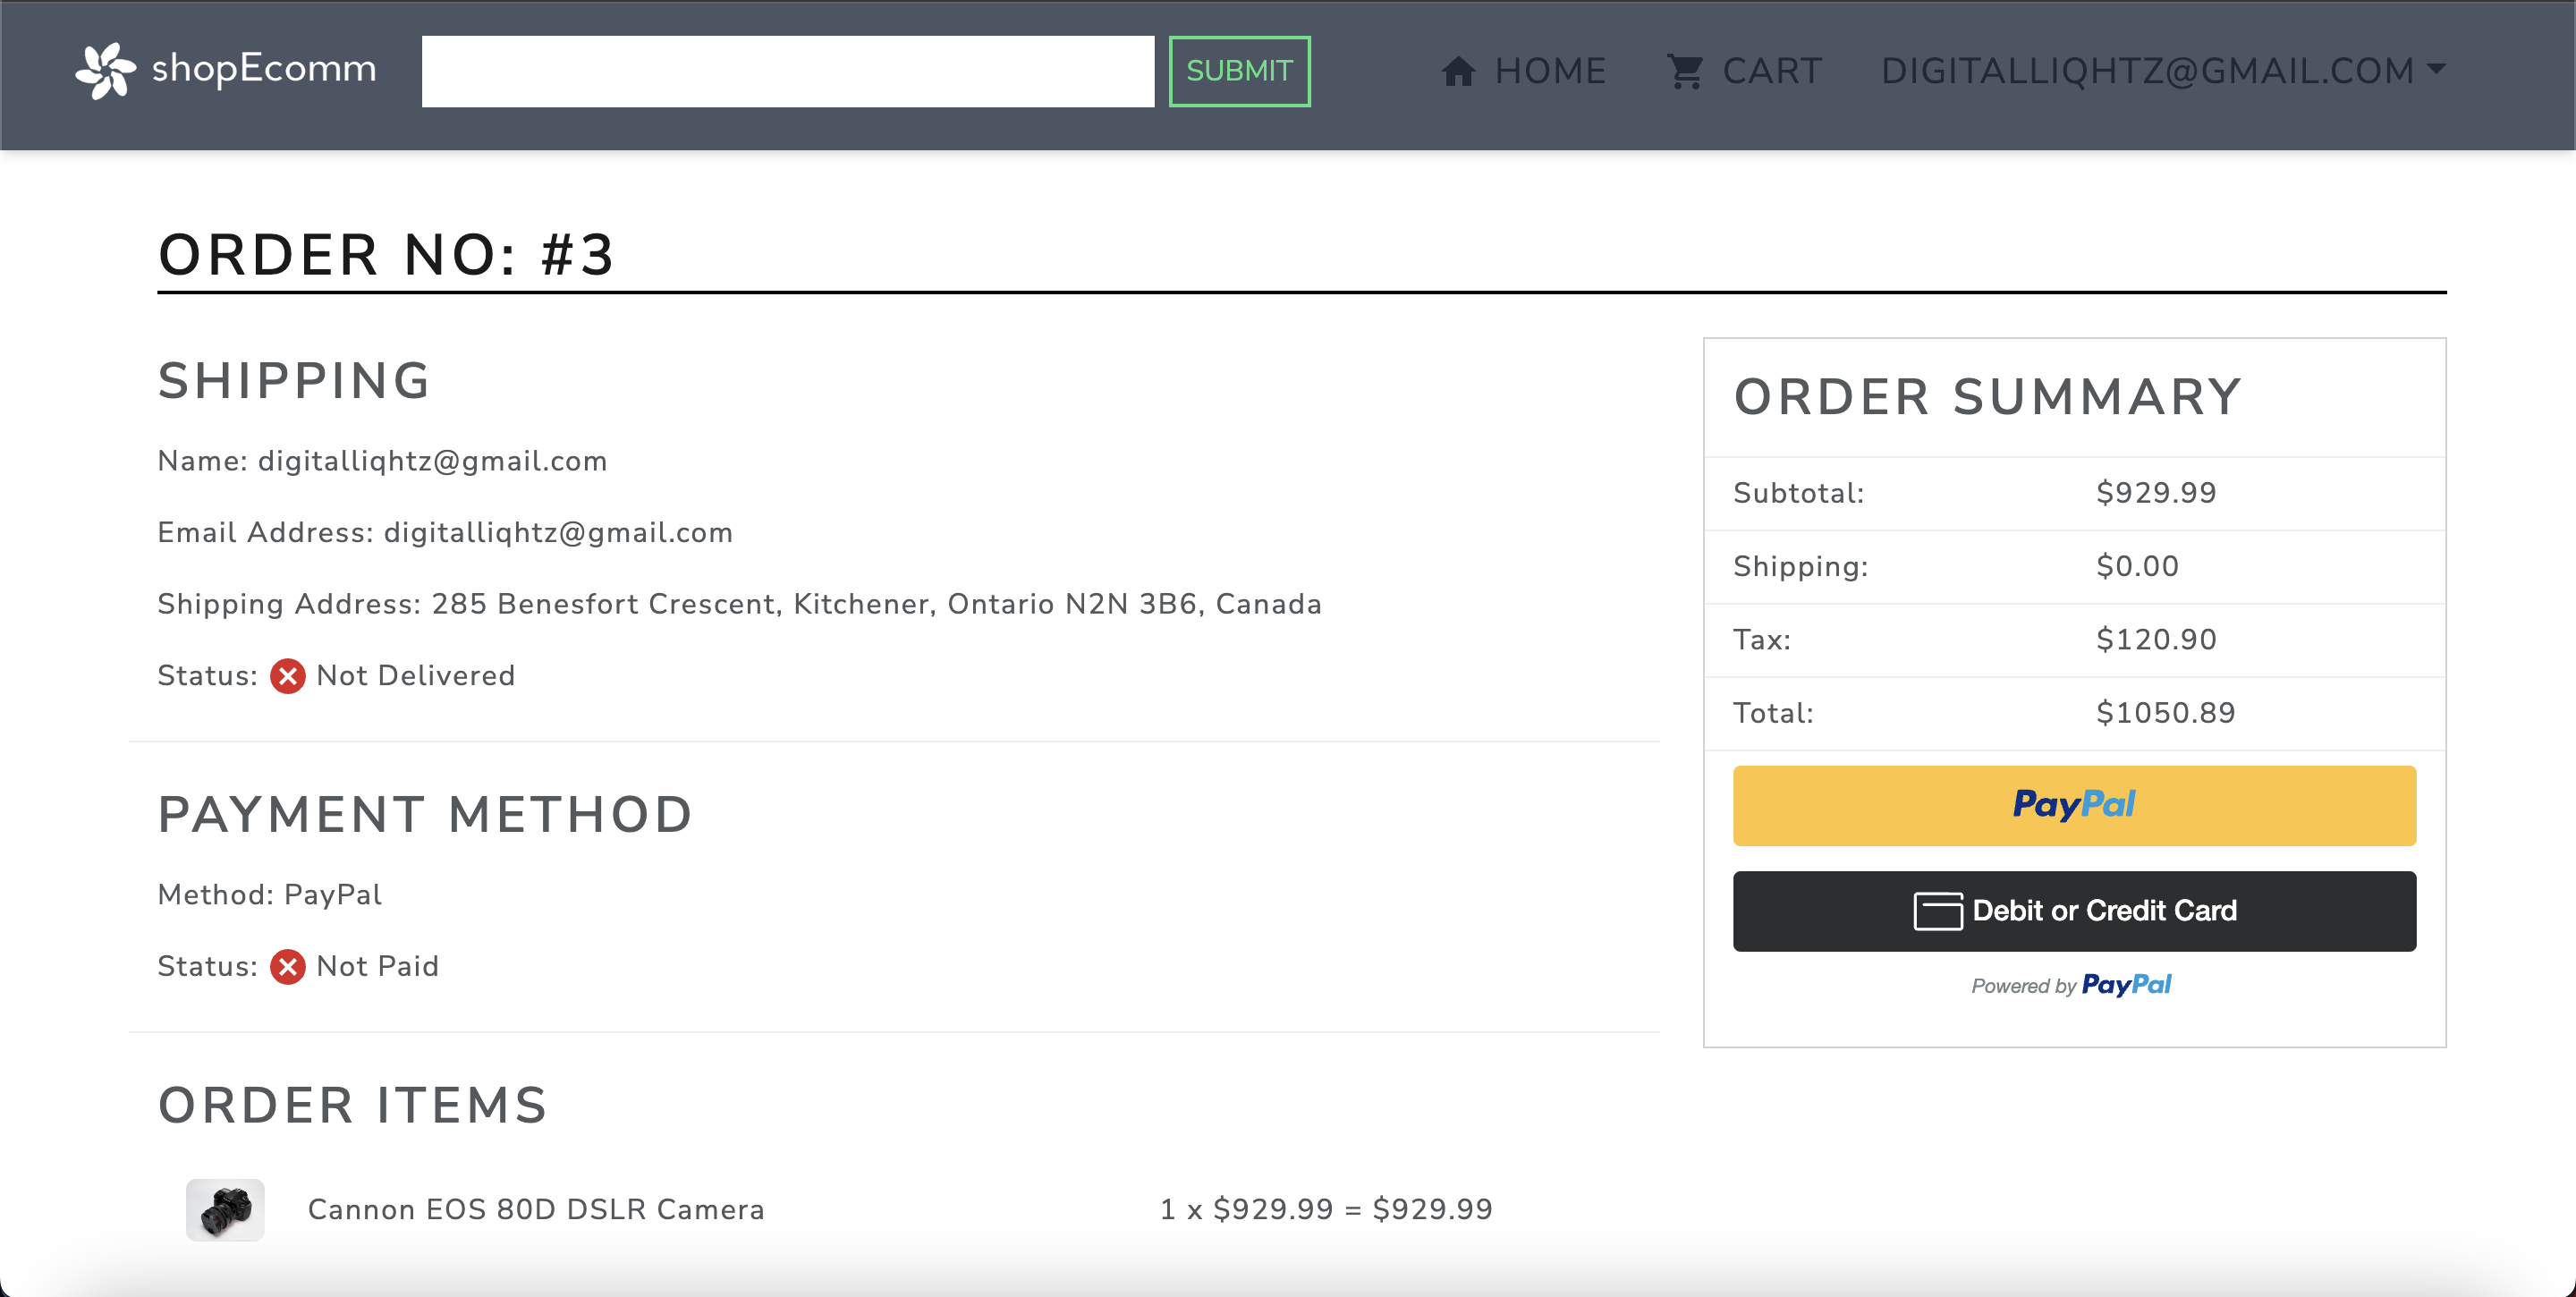 shopEcomm
SUBMIT
HOME
CART
DIGITALLIQHTZ@GMAIL.COM
ORDER NO: #3
SHIPPING
Name: digitalliqhtz@gmail.com
Email Address: digitalliqhtz@gmail.com
Shipping Address: 285 Benesfort Crescent, Kitchener, Ontario N2N 3B6, Canada
Status: Not Delivered
PAYMENT METHOD
Method: PayPal
Status: Not Paid
ORDER ITEMS
Cannon EOS 80D DSLR Camera
1 x $929.99 = $929.99
ORDER SUMMARY
Subtotal: $929.99
Shipping: $0.00
Tax: $120.90
Total: $1050.89
PayPal
Debit or Credit Card
Powered by PayPal